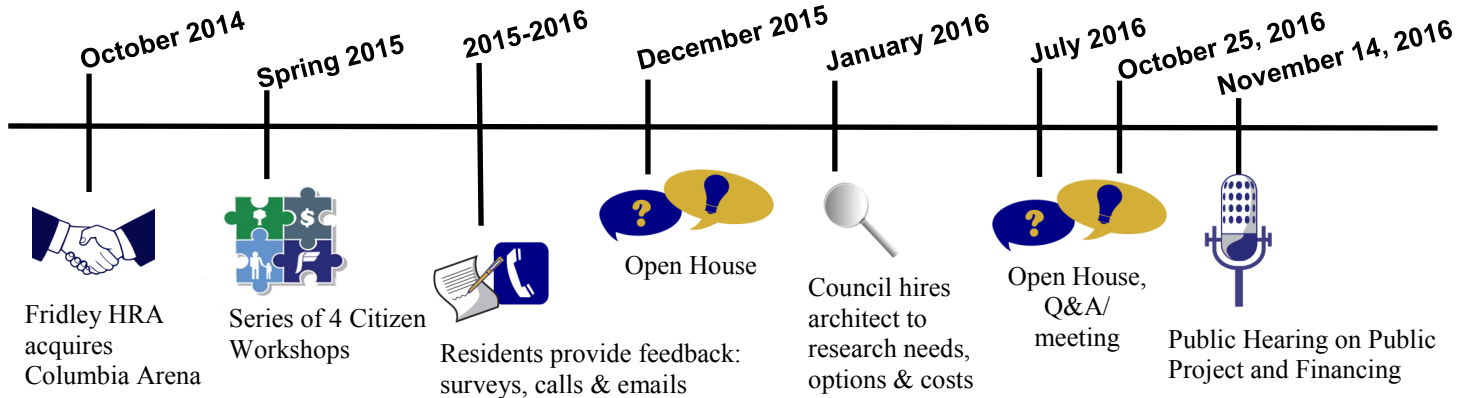 October 2014
Spring 2015
2015-2016
December 2015
January 2016
July 2016
October 25, 2016
November 14, 2016
Fridley HRA
acquires
Columbia Arena
$
F
Series of 4 Citizen
Workshops
Residents provide feedback:
surveys, calls & emails
?
Open House
Council hires
architect to
research needs,
options & costs
?
Open House,
Q&A/
meeting
Public Hearing on Public
Project and Financing